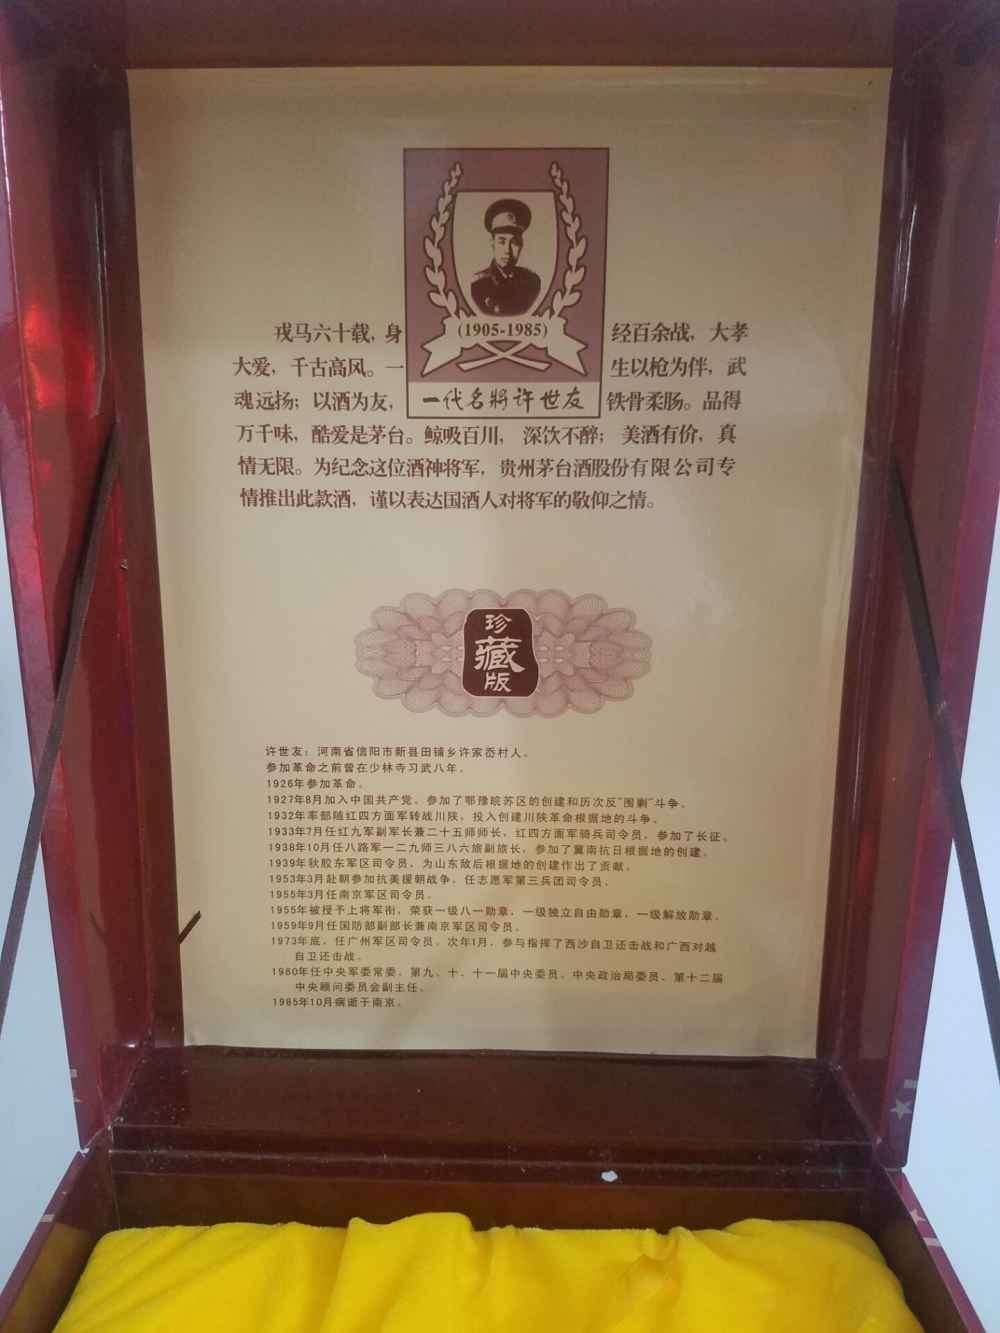 (1905-1985)
一代名将许世友
戎马六十载，身经百余战，大孝
大爱，千古高风。一生以枪为伴，武
魂远扬；以酒为友，铁骨柔肠。品得
万千味，酷爱是茅台。鲸吸百川，深饮不醉；美酒有价，真
情无限。为纪念这位酒神将军，贵州茅台酒股份有限公司专
情推出此款酒，谨以表达国酒人对将军的敬仰之情。
珍
藏
版
许世友：河南省信阳市新县田铺乡许家岙村人。
参加革命之前曾在少林寺习武八年。
1926年参加革命。
1927年8月加入中国共产党。参加了鄂豫皖苏区的创建和历次反"围剿"斗争。
1932年率部随红四方面军转战川陕，投入创建川陕革命根据地的斗争。
1933年7月任红九军副军长兼二十五师师长，红四方面军骑兵司令员，参加了长征。
1938年10月任八路军一二九师三八六旅副旅长，参加了冀南抗日根据地的创建。
1939年秋胶东军区司令员，为山东敌后根据地的创建作出了贡献。
1953年3月赴朝参加抗美援朝战争，任志愿军第三兵团司令员。
1955年3月任南京军区司令员。
1955年被授予上将军衔，荣获一级八一勋章，一级独立自由勋章，一级解放勋章。
1959年9月任国防部副部长兼南京军区司令员。
1973年底，任广州军区司令员。次年1月，参与指挥了西沙自卫还击战和广西对越
自卫还击战。
1980年任中央军委常委。第九、十、十一届中央委员、中央政治局委员、第十二届
中央顾问委员会副主任。
1985年10月病逝于南京。